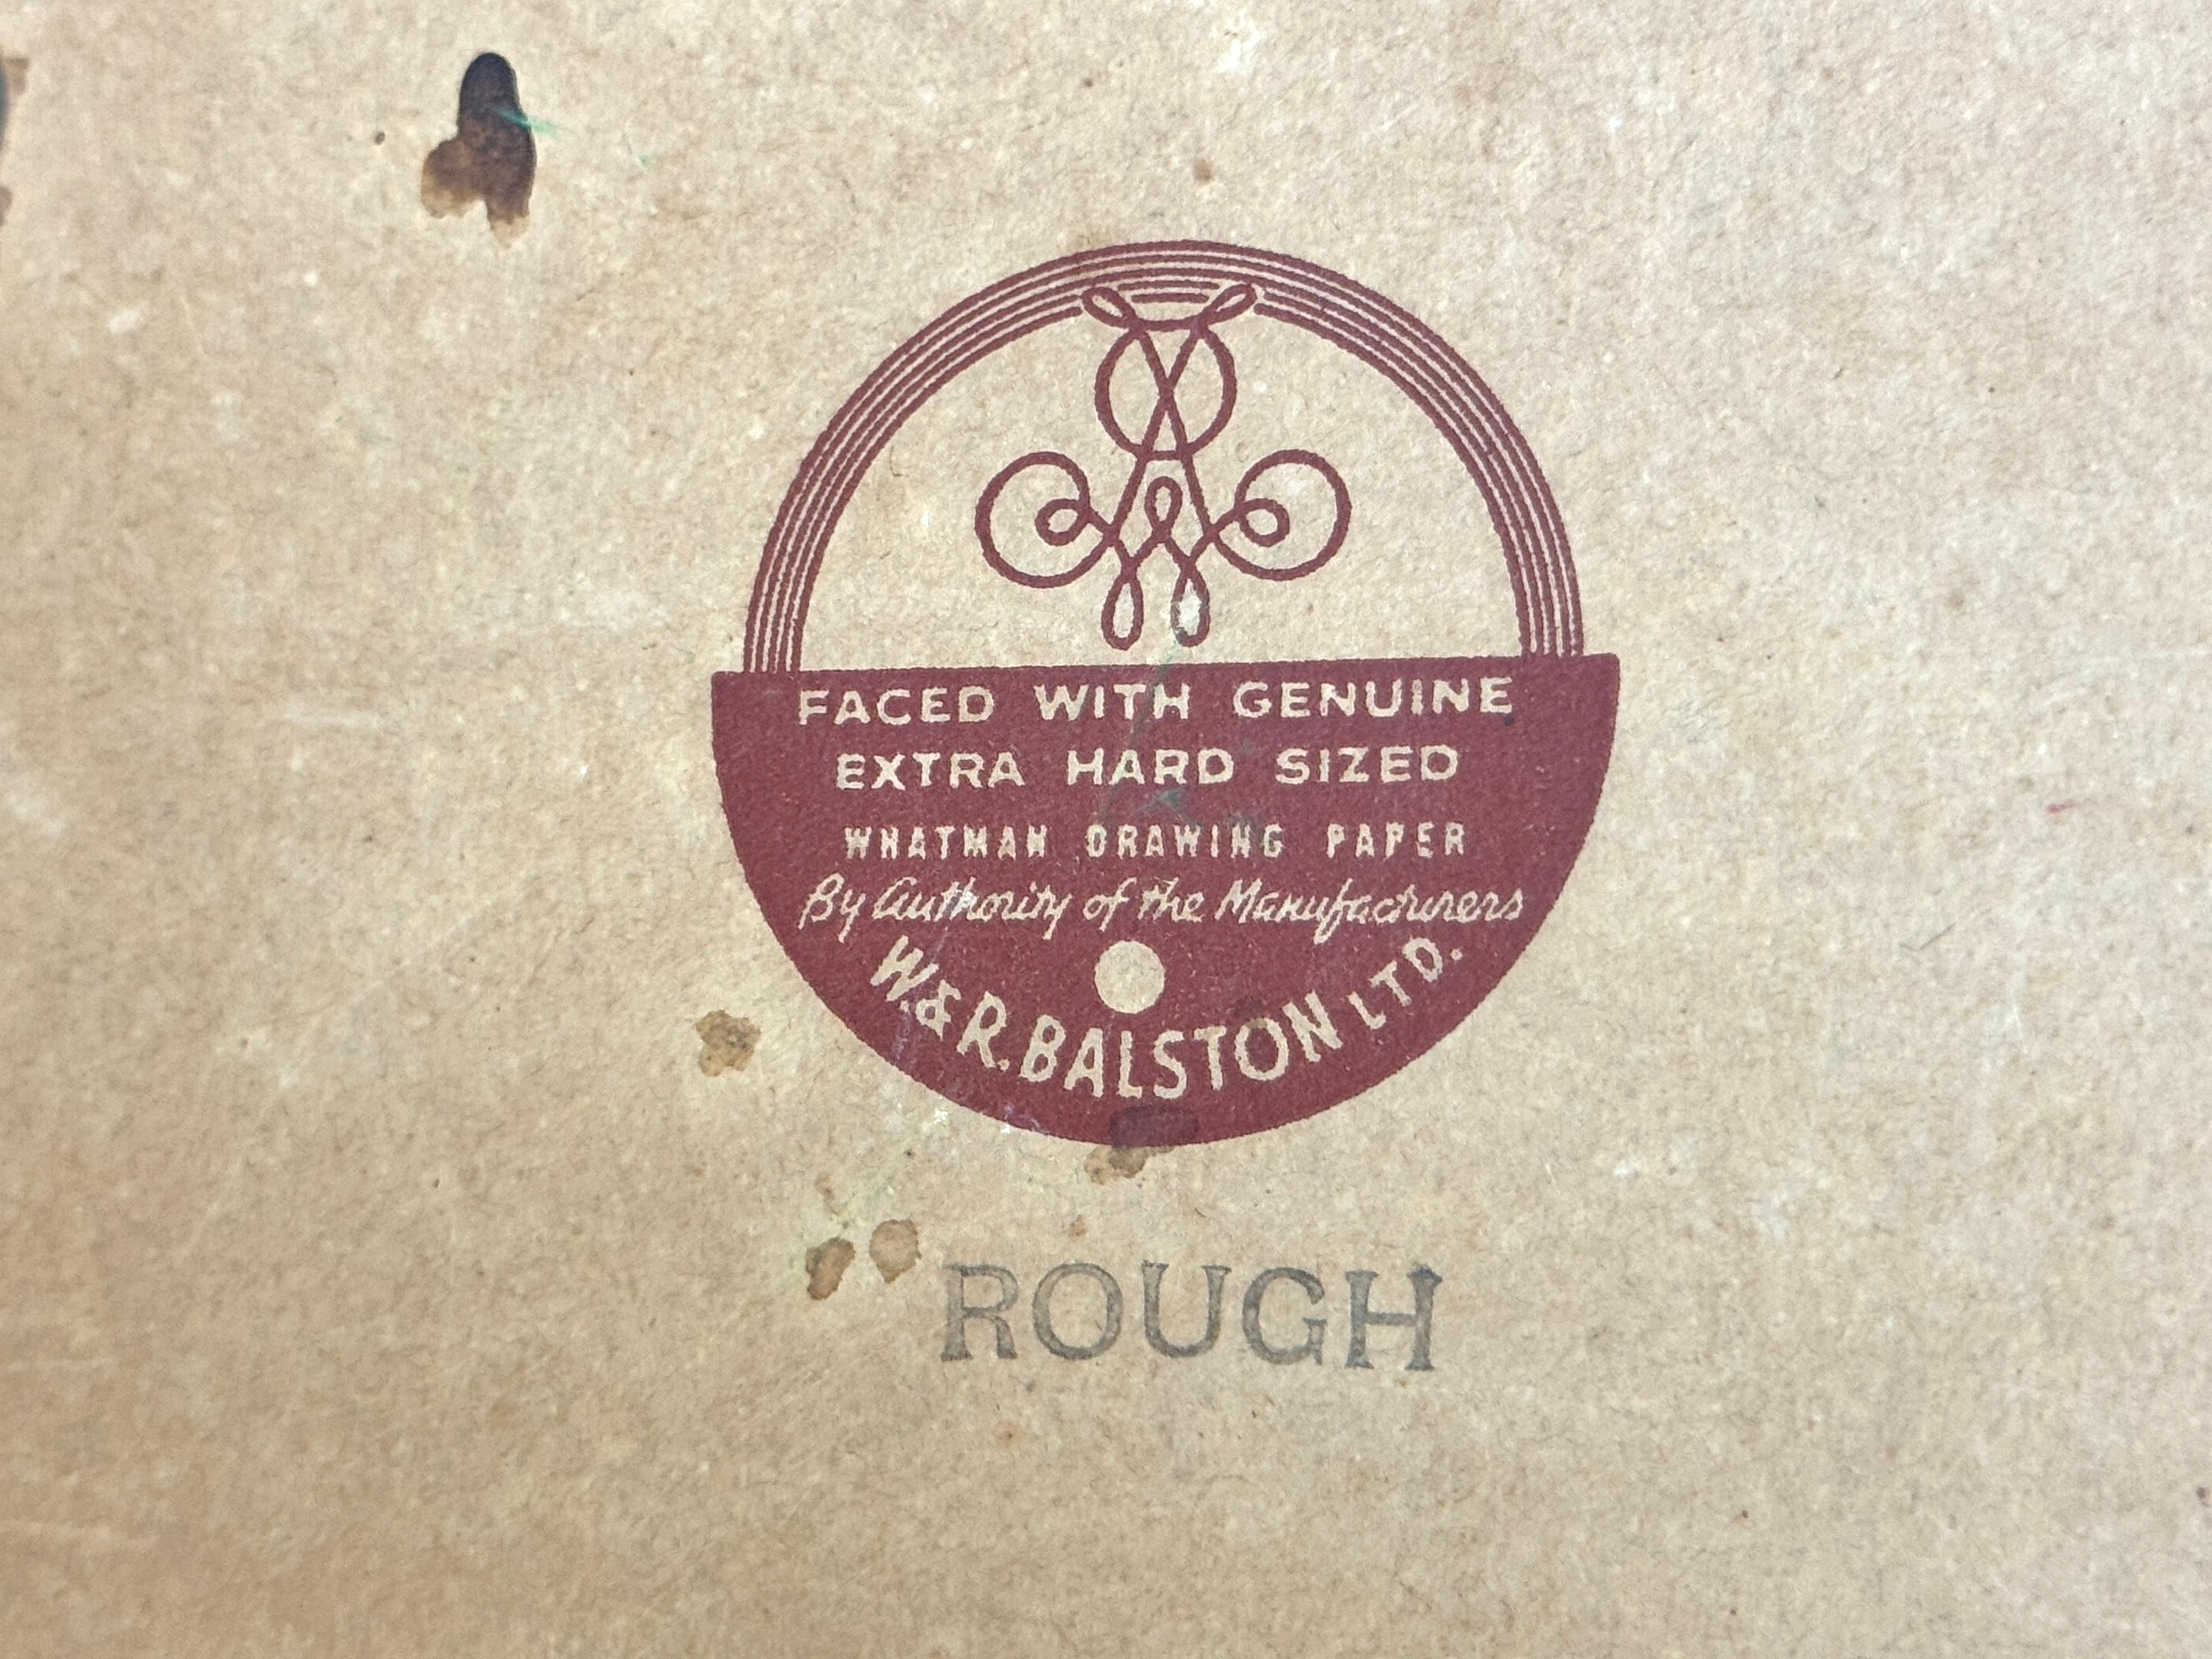 FACED WITH GENUINE
EXTRA HARD SIZED
WHATMAN DRAWING PAPER
By Authority of the Manufacturers
W. & R. BALSTON LTD.
ROUGH